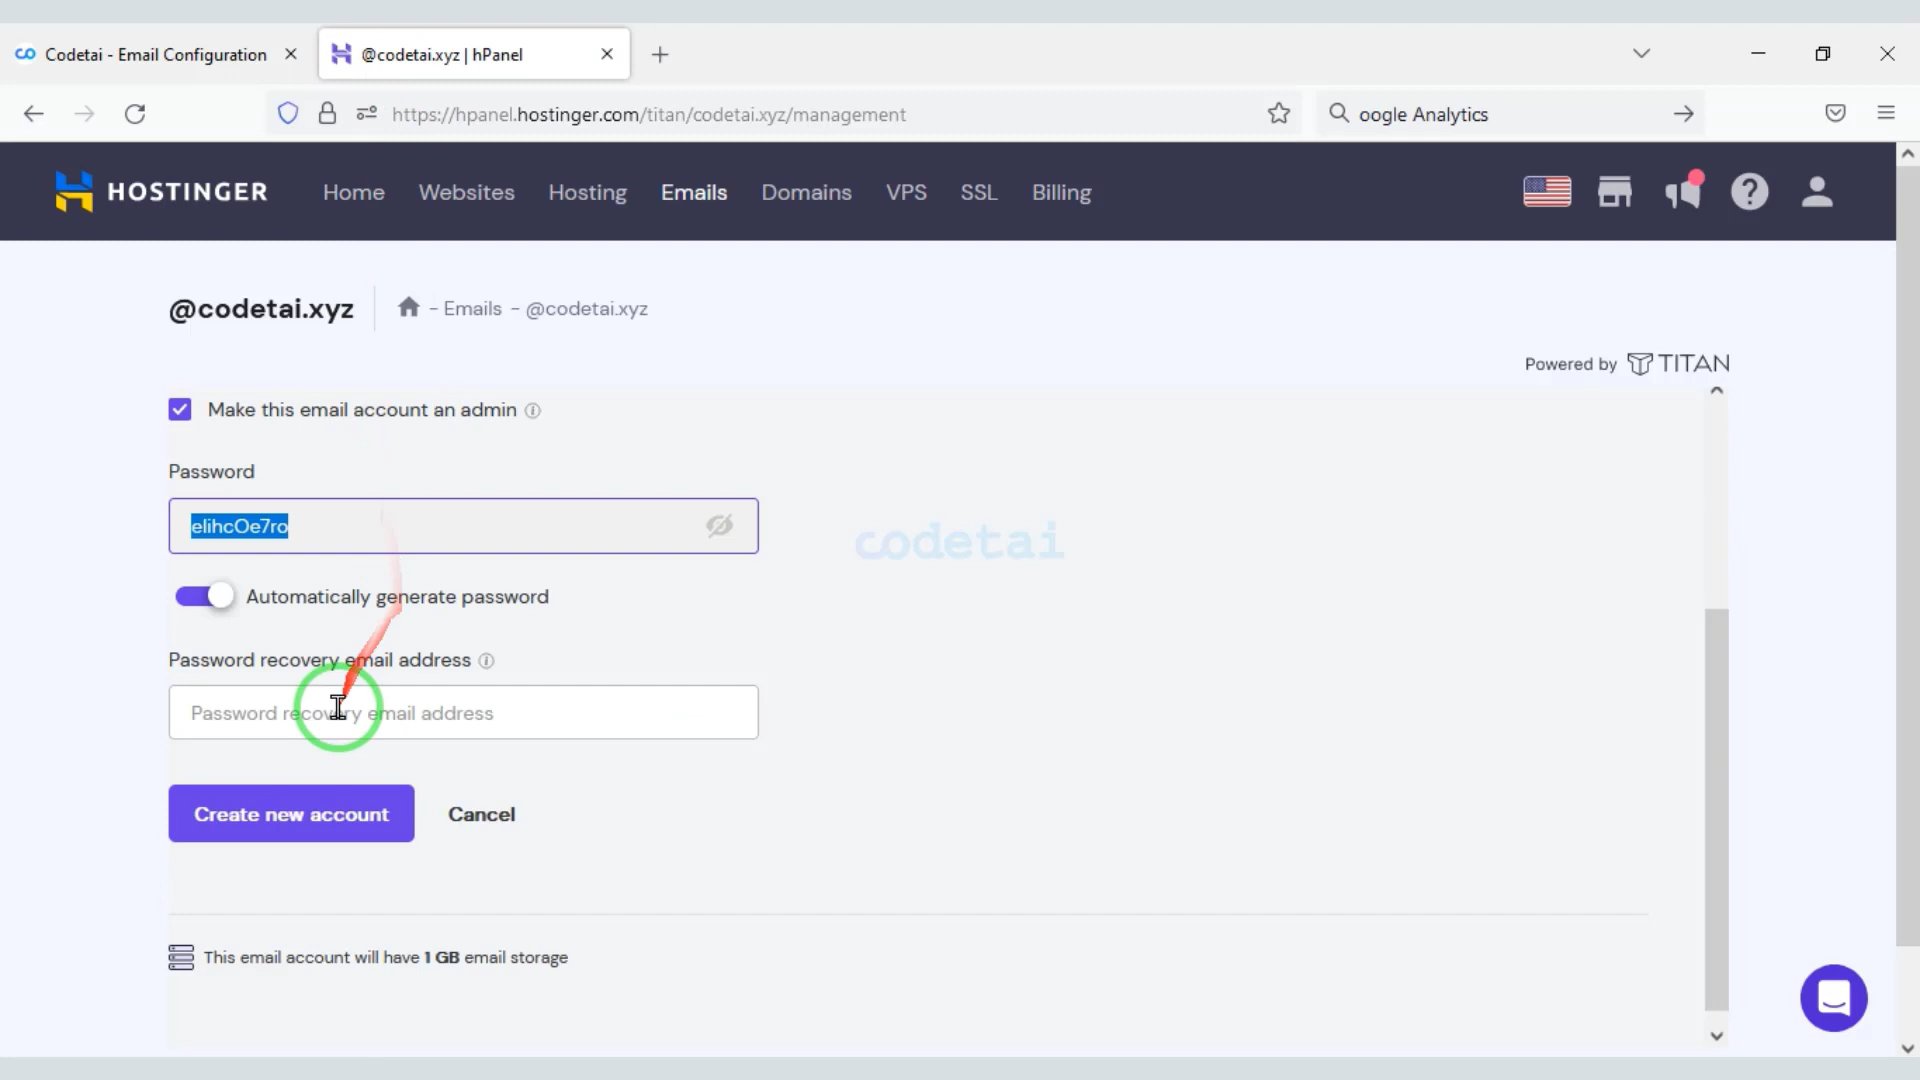 Codetai - Email Configuration
@codetai.xyz | hPanel
https://hpanel.hostinger.com/titan/codetai.xyz/management
oogle Analytics
HOSTINGER
Home Websites Hosting Emails Domains VPS SSL Billing
@codetai.xyz
- Emails - @codetai.xyz
Powered by TITAN
Make this email account an admin
Password
elihcOe7ro
codetai
Automatically generate password
Password recovery email address
Password recovery email address
Create new account
Cancel
This email account will have 1 GB email storage